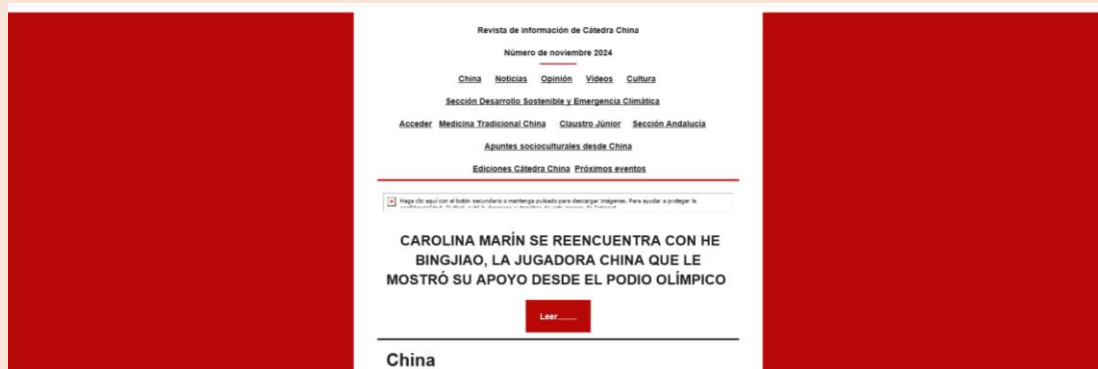 Revista de información de Cátedra China
Número de noviembre 2024
China Noticias Opinión Vídeos Cultura
Sección Desarrollo Sostenible y Emergencia Climática
Acceder Medicina Tradicional China Claustro Júnior Sección Andalucía
Apuntes socioculturales desde China
Ediciones Cátedra China Próximos eventos
Haga clic aquí con el botón secundario o mantenga pulsado para descargar imágenes. Para ayudar a proteger la
CAROLINA MARÍN SE REENCUENTRA CON HE
BINGJIAO, LA JUGADORA CHINA QUE LE
MOSTRÓ SU APOYO DESDE EL PODIO OLÍMPICO
Leer
China